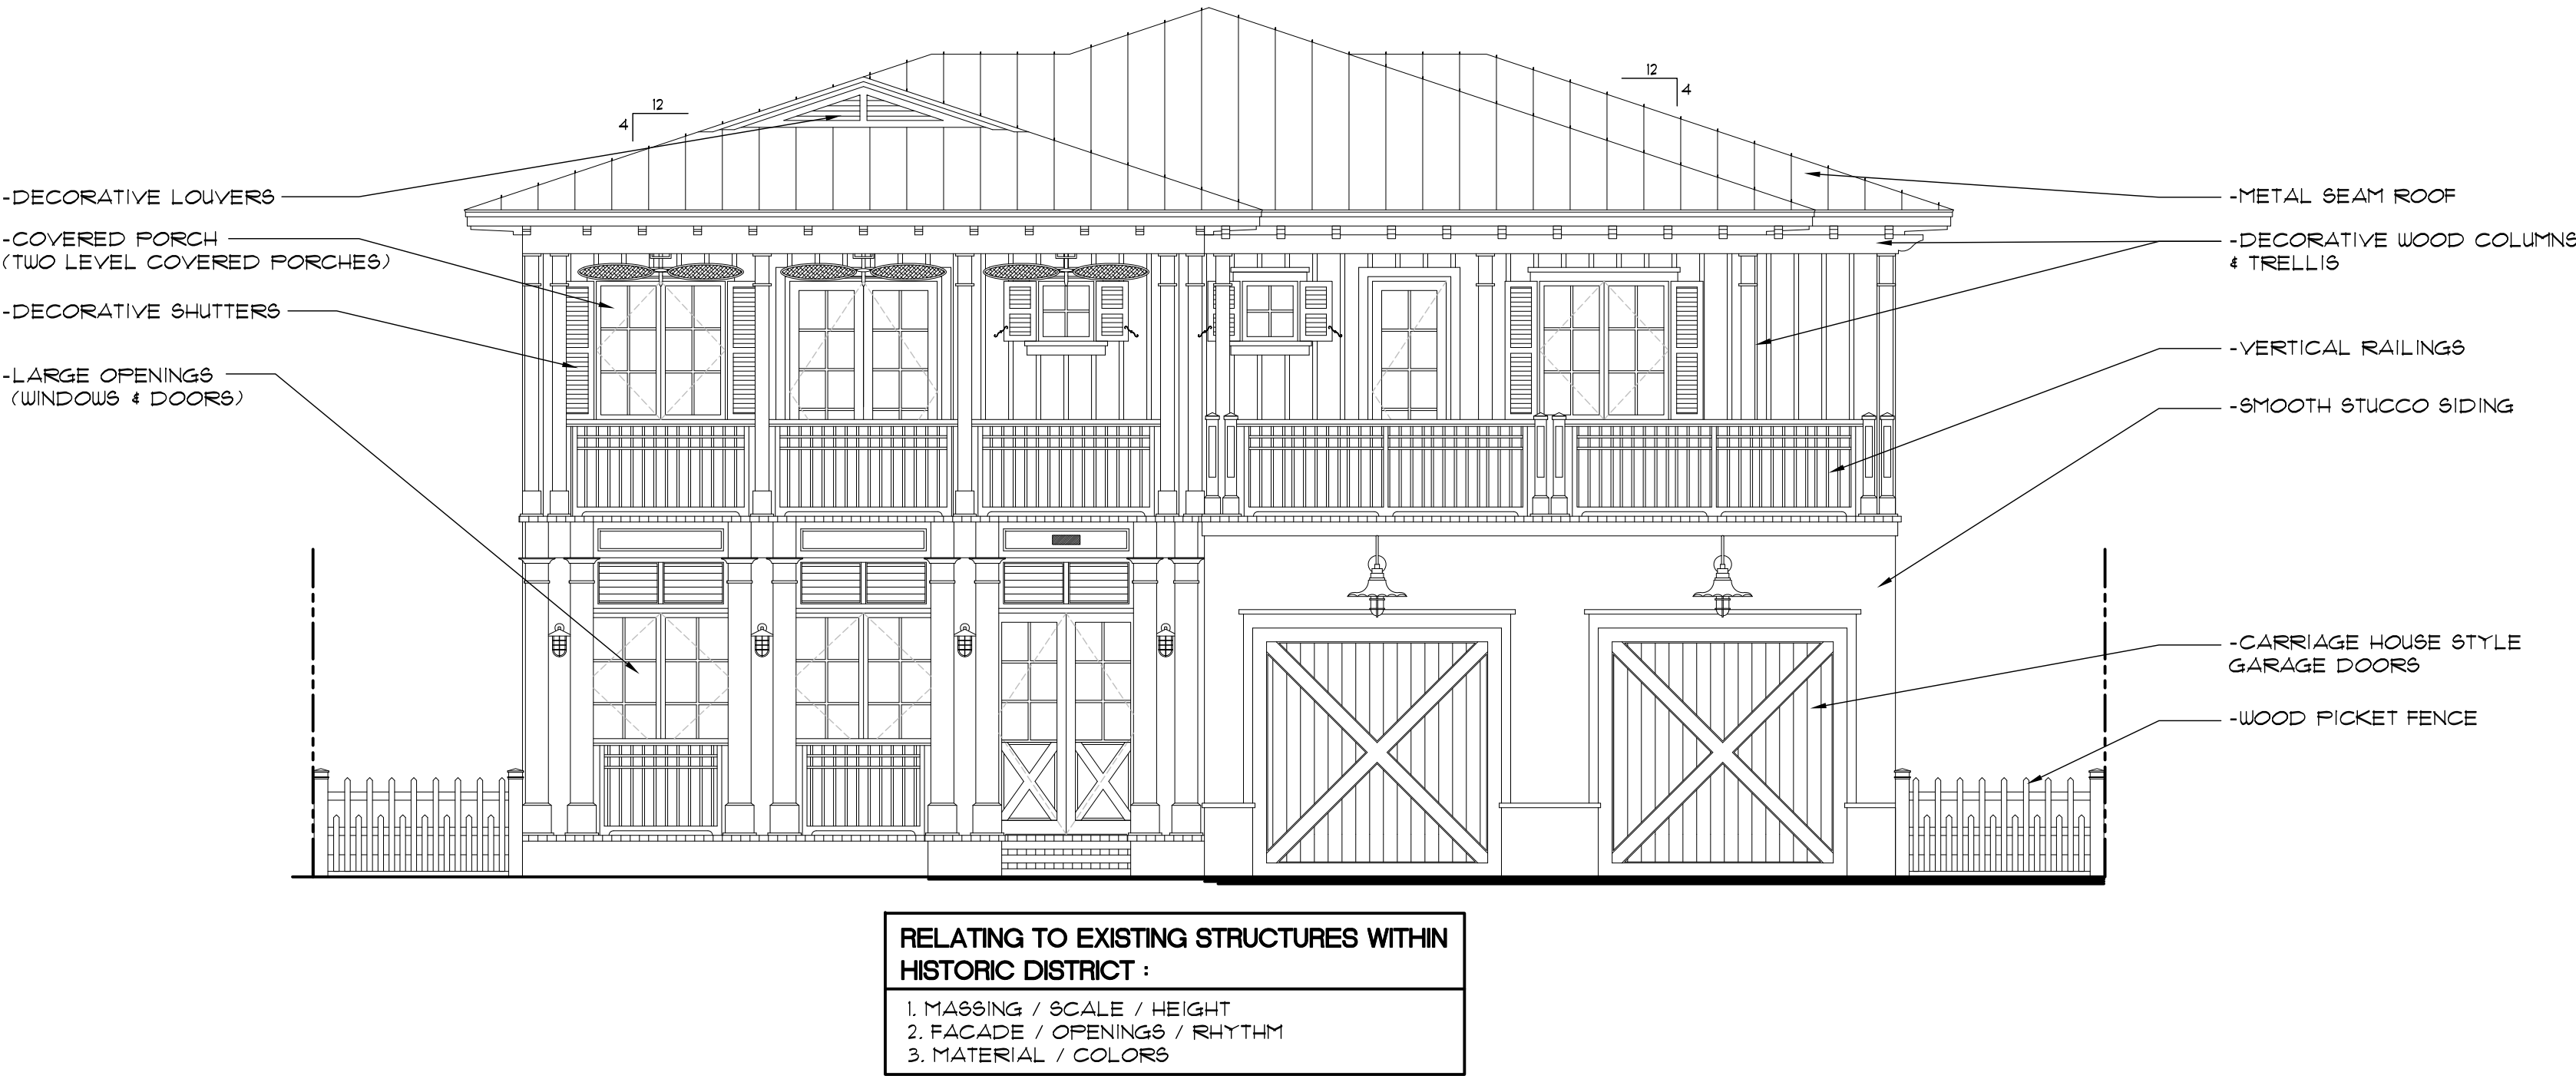 12
4
12
4
-DECORATIVE LOUVERS
-COVERED PORCH
(TWO LEVEL COVERED PORCHES)
-DECORATIVE SHUTTERS
-LARGE OPENINGS
(WINDOWS & DOORS)
-METAL SEAM ROOF
-DECORATIVE WOOD COLUMNS
& TRELLIS
-VERTICAL RAILINGS
-SMOOTH STUCCO SIDING
-CARRIAGE HOUSE STYLE
GARAGE DOORS
-WOOD PICKET FENCE
RELATING TO EXISTING STRUCTURES WITHIN
HISTORIC DISTRICT :
1. MASSING / SCALE / HEIGHT
2. FACADE / OPENINGS / RHYTHM
3. MATERIAL / COLORS